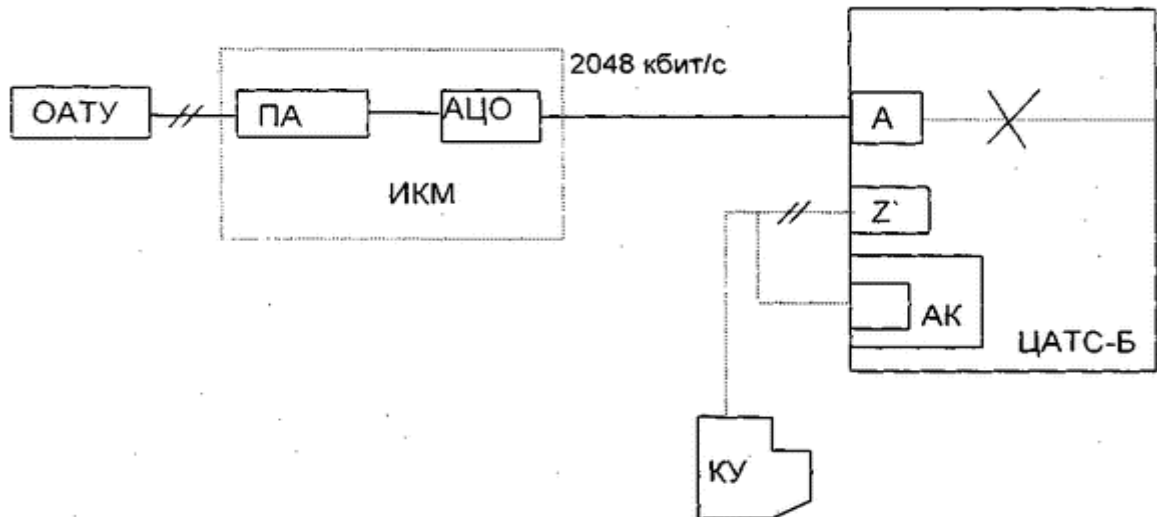 2048 кбит/с
ОАТУ
ПА
АЦО
А
ИКМ
Z`
АК
ЦАТС-Б
КУ